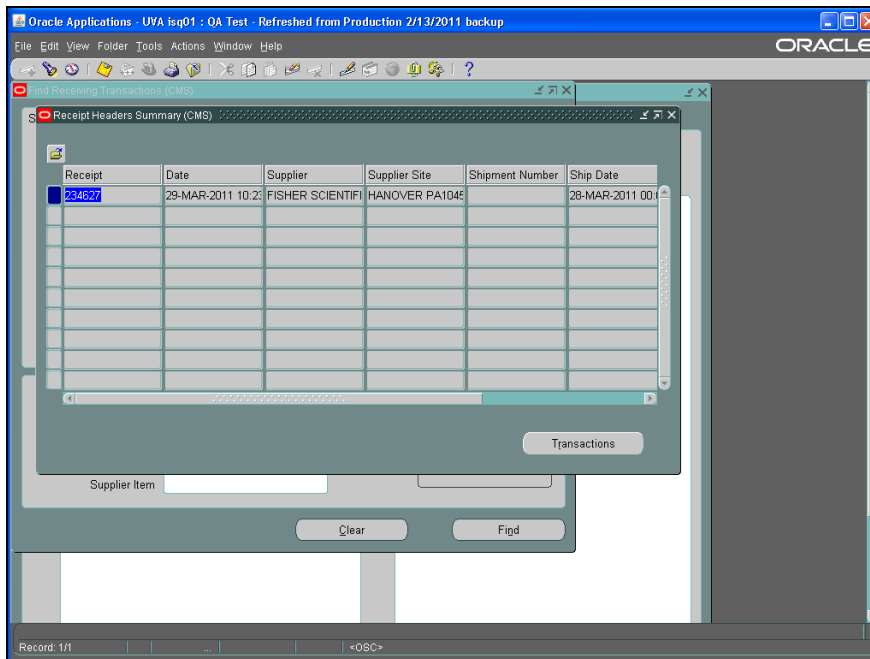 Oracle Applications - UVA isq01 : QA Test - Refreshed from Production 2/13/2011 backup
File Edit View Folder Tools Actions Window Help
ORACLE
Find Receiving Transactions (CMS)
S
Receipt Headers Summary (CMS)
Receipt Date Supplier Supplier Site Shipment Number Ship Date
234627 29-MAR-2011 10:23 FISHER SCIENTIFI HANOVER PA1045 28-MAR-2011 00:
Transactions
Supplier Item
Clear Find
Record: 1/1 ... <OSC>